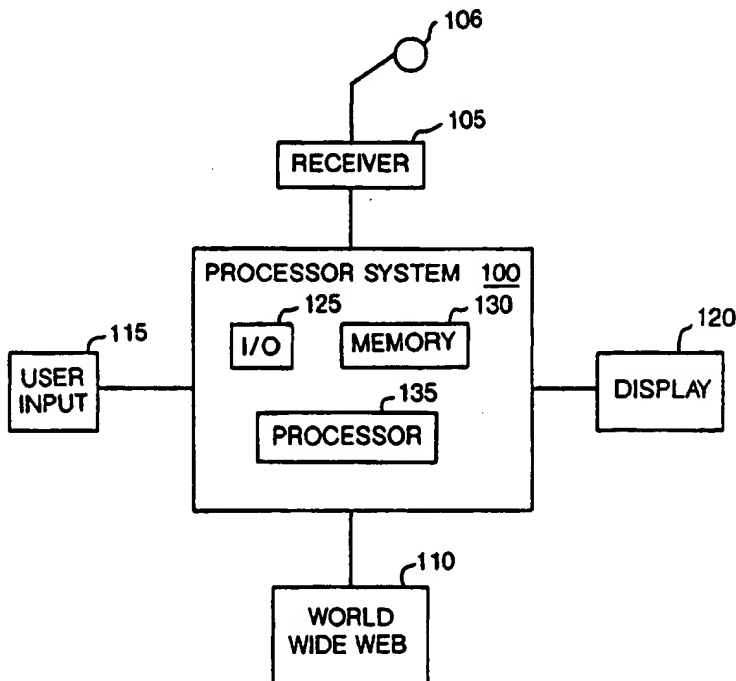 106
105
RECEIVER
PROCESSOR SYSTEM 100
125
130
I/O
MEMORY
115
USER
INPUT
120
DISPLAY
135
PROCESSOR
110
WORLD
WIDE WEB